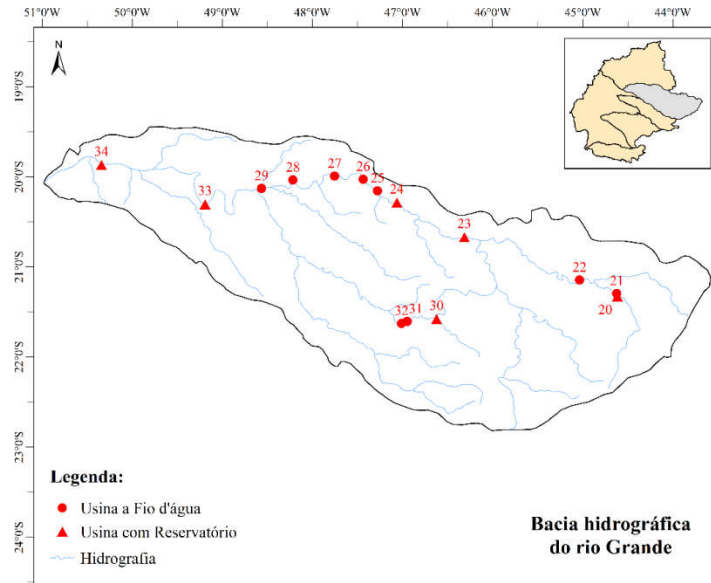 51°0'W 50°0'W 49°0'W 48°0'W 47°0'W 46°0'W 45°0'W 44°0'W
N
19°0'S
20°0'S
21°0'S
22°0'S
23°0'S
24°0'S
34
33
29
28
27
26
25
24
23
22
21
20
32
31
30
Legenda:
Usina a Fio d'água
Usina com Reservatório
Hidrografia
Bacia hidrográfica
do rio Grande